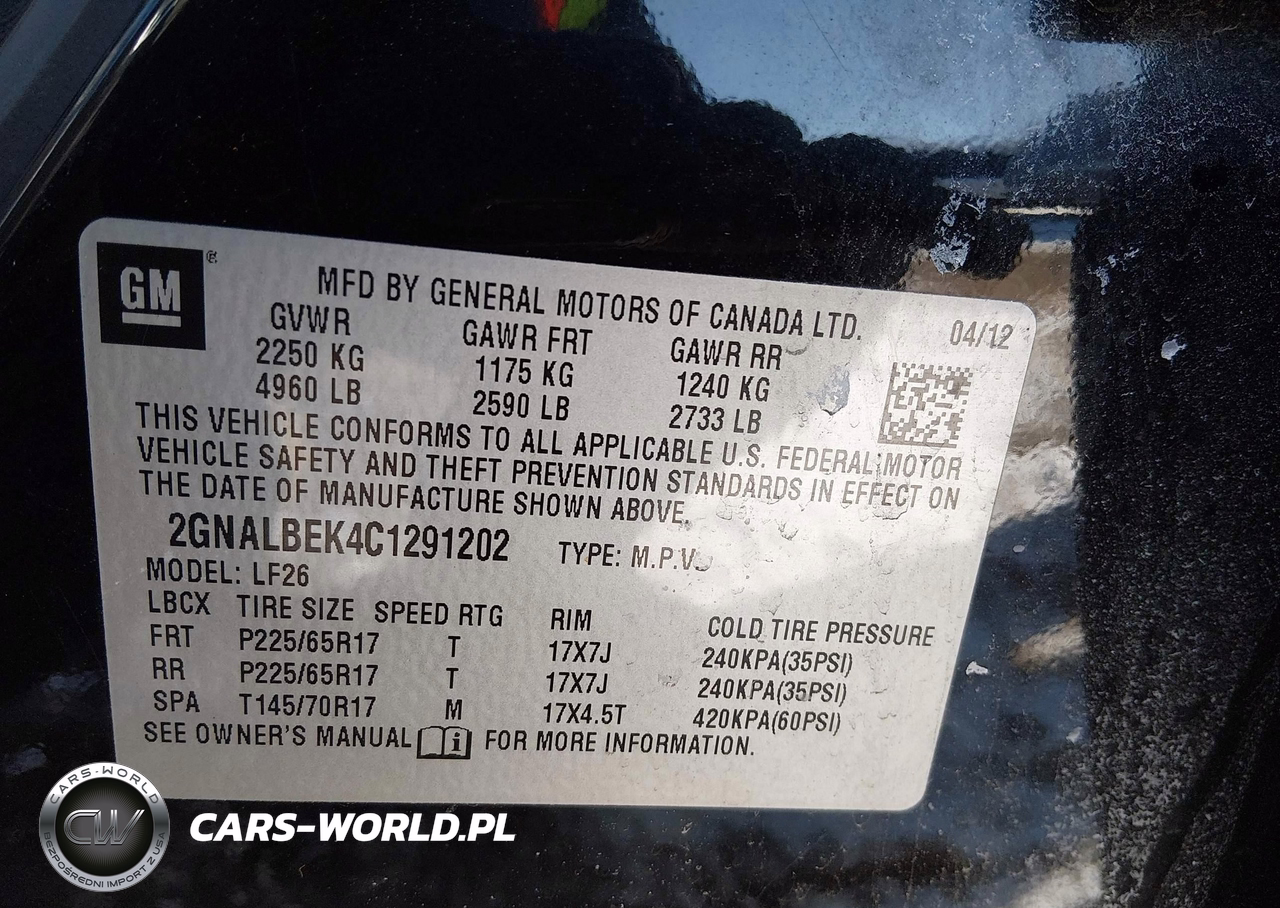 GM
MFD BY GENERAL MOTORS OF CANADA LTD.
04/12
GVWR GAWR FRT GAWR RR
2250 KG 1175 KG 1240 KG
4960 LB 2590 LB 2733 LB
THIS VEHICLE CONFORMS TO ALL APPLICABLE U.S. FEDERAL MOTOR
VEHICLE SAFETY AND THEFT PREVENTION STANDARDS IN EFFECT ON
THE DATE OF MANUFACTURE SHOWN ABOVE.
2GNALBEK4C1291202 TYPE: M.P.V.
MODEL: LF26
LBCX TIRE SIZE SPEED RTG RIM COLD TIRE PRESSURE
FRT P225/65R17 T 17X7J 240KPA(35PSI)
RR P225/65R17 T 17X7J 240KPA(35PSI)
SPA T145/70R17 M 17X4.5T 420KPA(60PSI)
SEE OWNER'S MANUAL FOR MORE INFORMATION.
CARS-WORLD
CW
BEZPOŚREDNI IMPORT Z USA
CARS-WORLD.PL